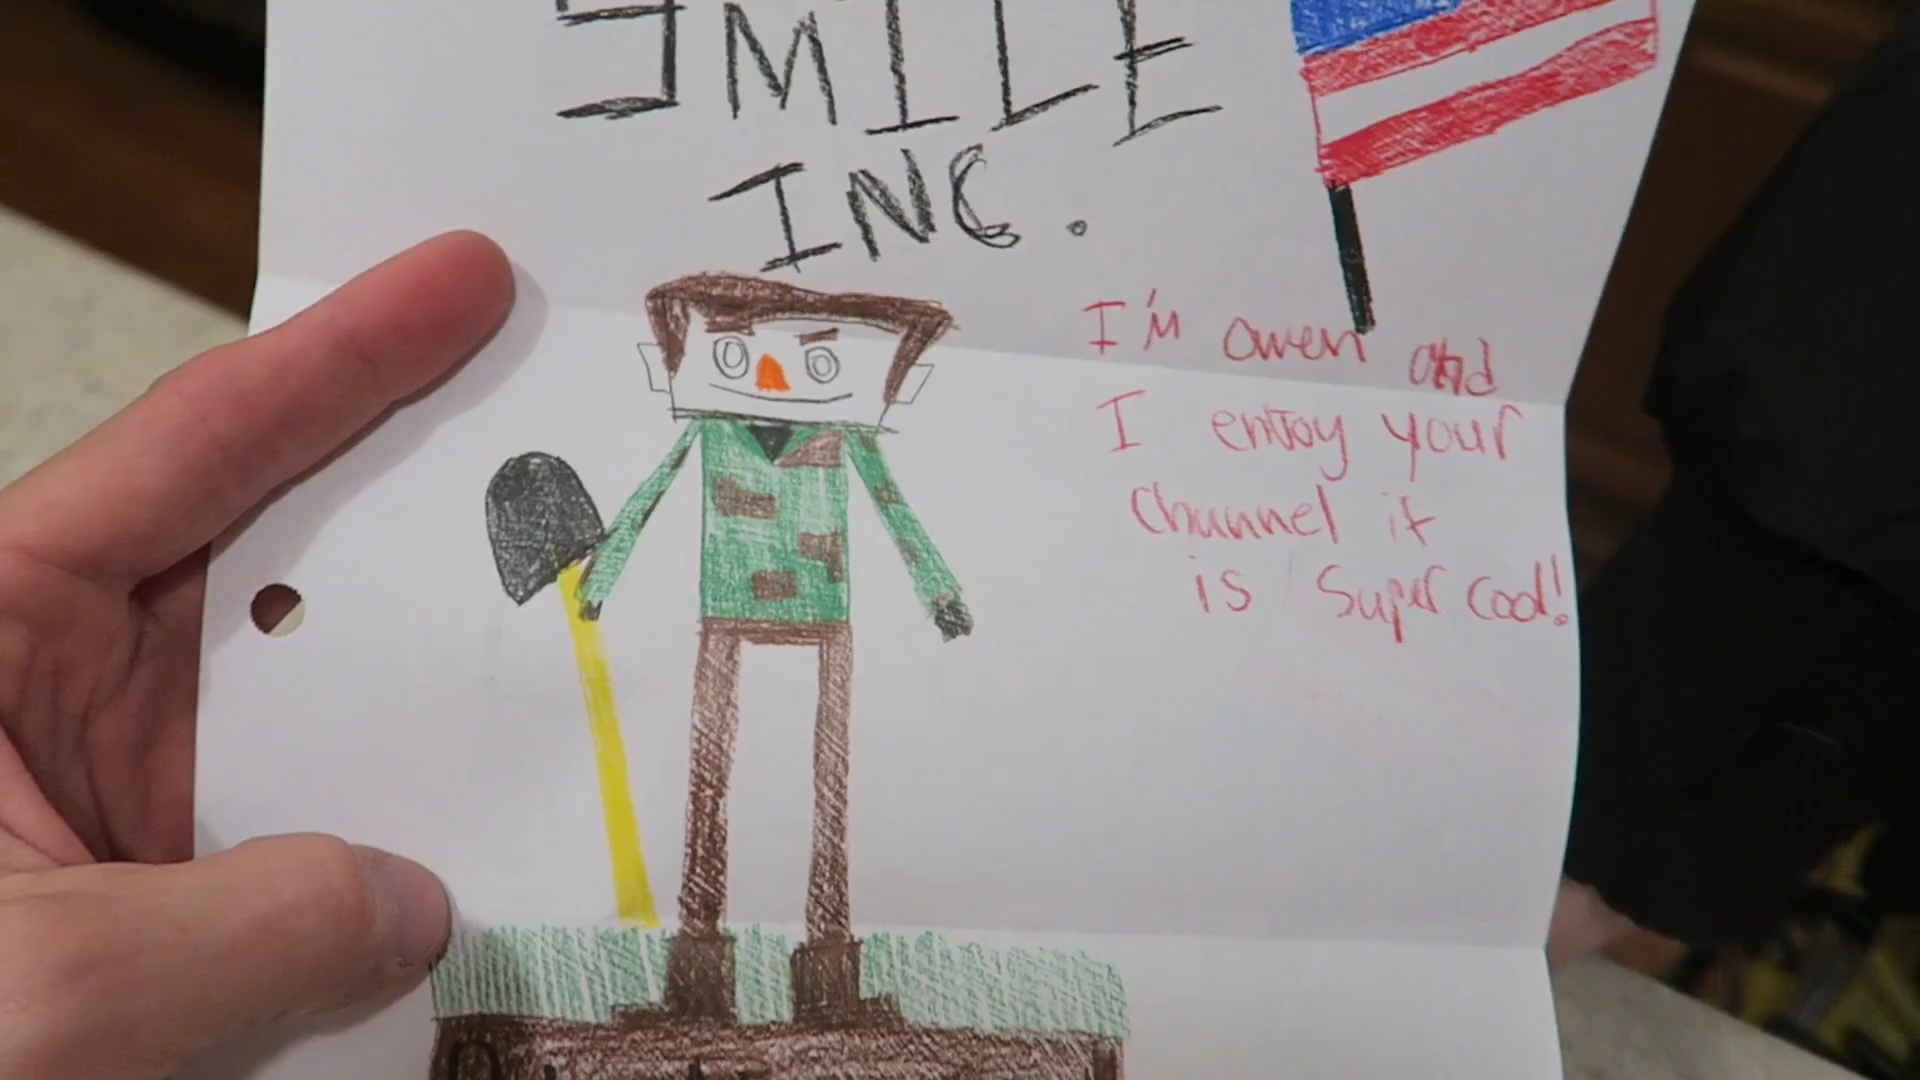 SMILE
INC.
I'm owen and
I enjoy your
Channel it
is Super cool!